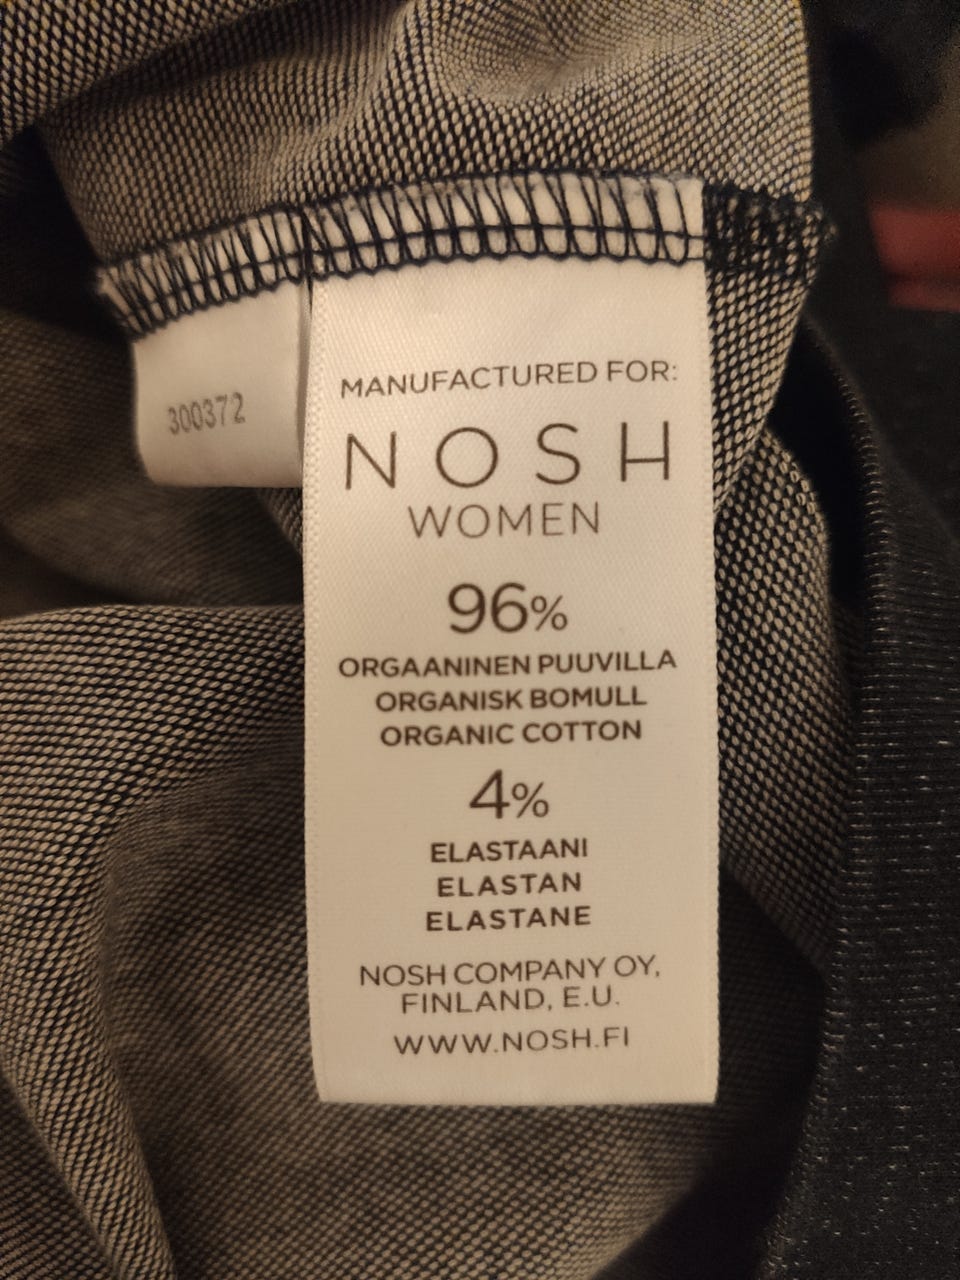 300372
MANUFACTURED FOR:
NOSH
WOMEN
96%
ORGAANINEN PUUVILLA
ORGANISK BOMULL
ORGANIC COTTON
4%
ELASTAANI
ELASTAN
ELASTANE
NOSH COMPANY OY,
FINLAND, E.U.
WWW.NOSH.FI